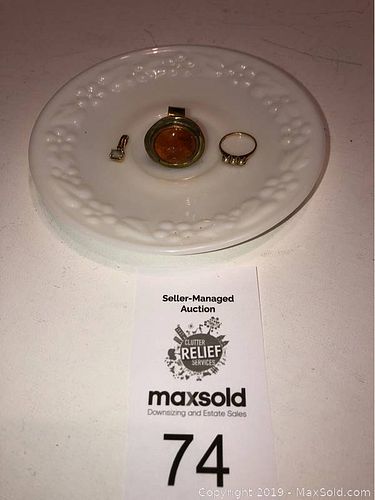 Seller-Managed
Auction
CLUTTER
RELIEF
SERVICES
maxsold
Downsizing and Estate Sales
74
Copyright 2019 - MaxSold.com